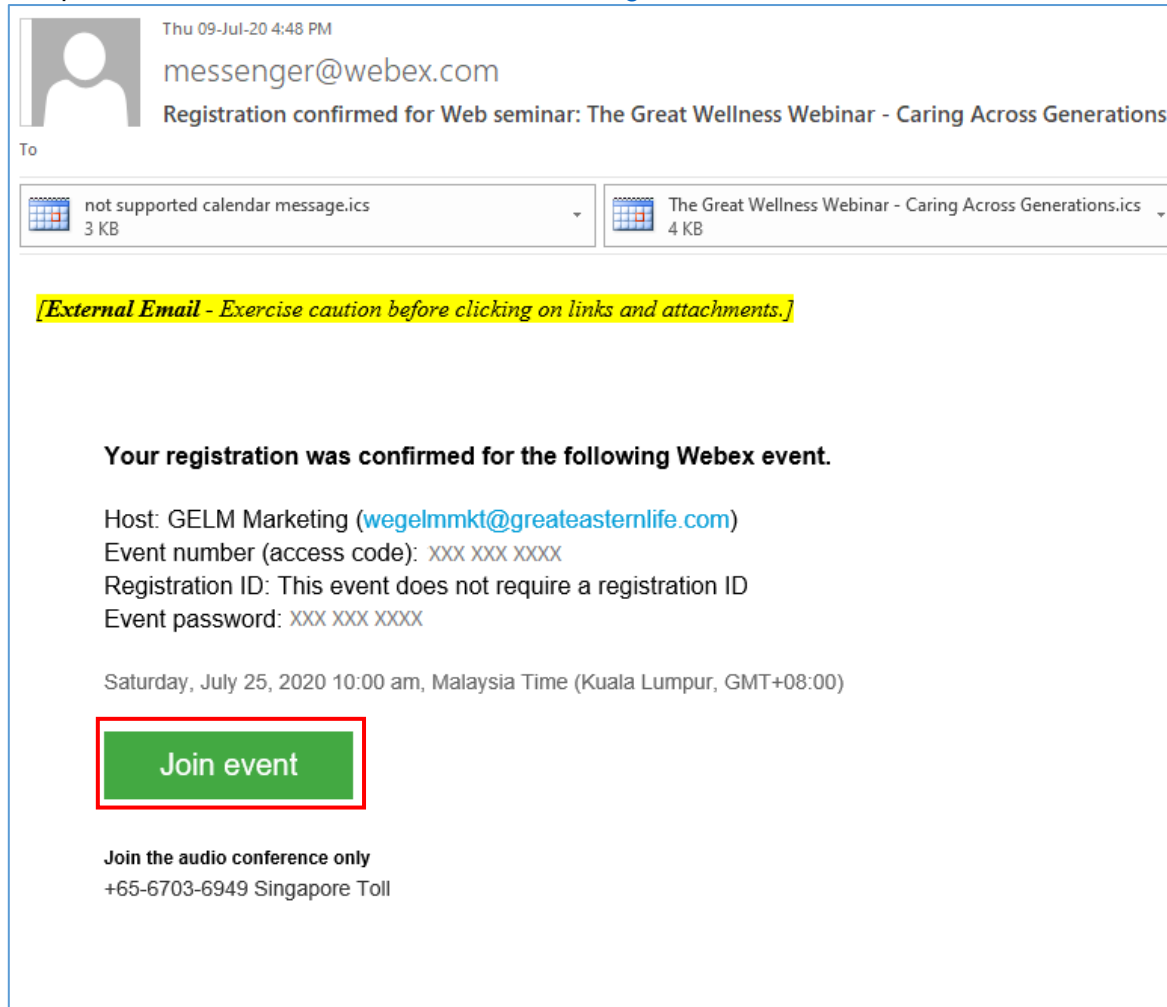 Thu 09-Jul-20 4:48 PM
messenger@webex.com
Registration confirmed for Web seminar: The Great Wellness Webinar - Caring Across Generations
To
not supported calendar message.ics
3 KB
The Great Wellness Webinar - Caring Across Generations.ics
4 KB
[External Email - Exercise caution before clicking on links and attachments.]
Your registration was confirmed for the following Webex event.
Host: GELM Marketing (wegelmmkt@greateasternlife.com)
Event number (access code): XXX XXX XXXX
Registration ID: This event does not require a registration ID
Event password: XXX XXX XXXX
Saturday, July 25, 2020 10:00 am, Malaysia Time (Kuala Lumpur, GMT+08:00)
Join event
Join the audio conference only
+65-6703-6949 Singapore Toll